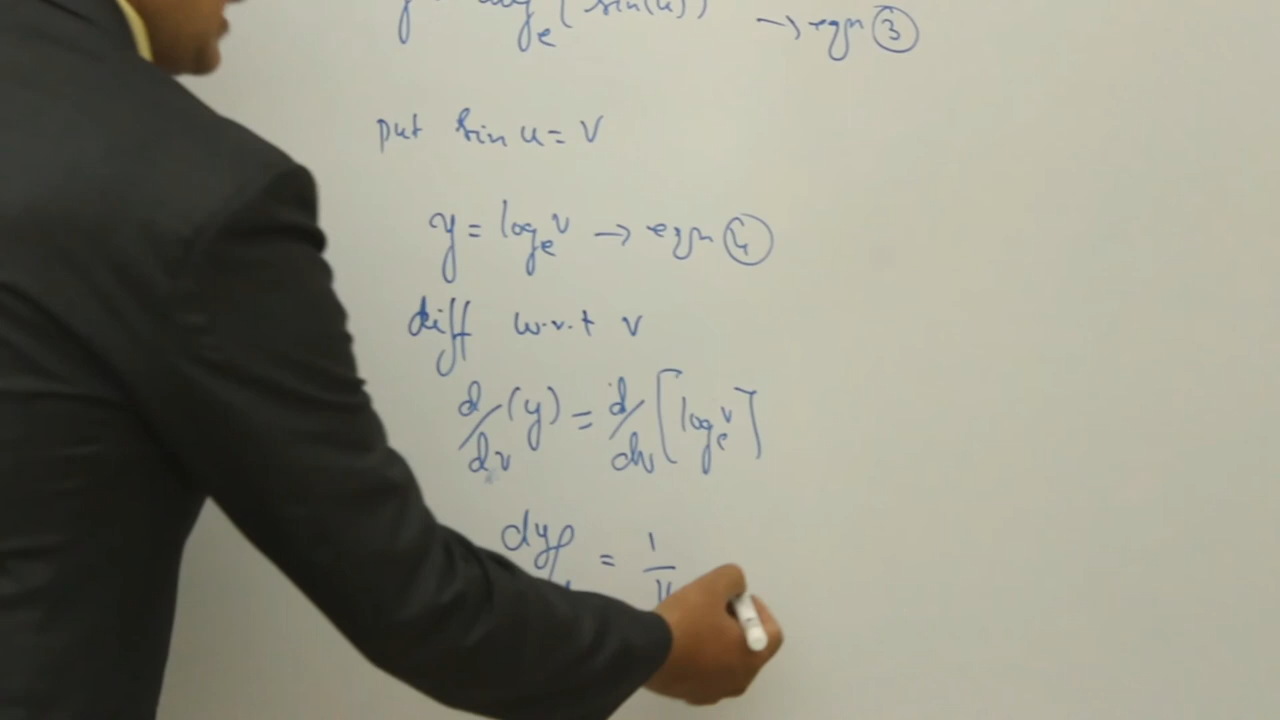 y = log_e (sin(u)) → eqn ③
put sin u = v
y = log_e v → eqn ④
diff w.r.t v
d/dv (y) = d/dv [log_e v]
dy/ = 1/v